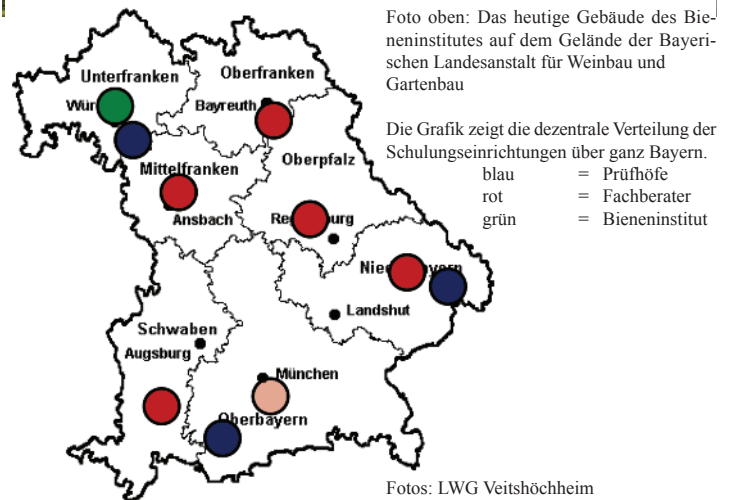 Foto oben: Das heutige Gebäude des Bie-
neninstitutes auf dem Gelände der Bayeri-
schen Landesanstalt für Weinbau und
Gartenbau
Die Grafik zeigt die dezentrale Verteilung der
Schulungseinrichtungen über ganz Bayern.
blau = Prüfhöfe
rot = Fachberater
grün = Bieneninstitut
Unterfranken
Oberfranken
Bayreuth
Mittelfranken
Oberpfalz
Ansbach
Landshut
Schwaben
Augsburg
München
Oberbayern
Fotos: LWG Veitshöchheim